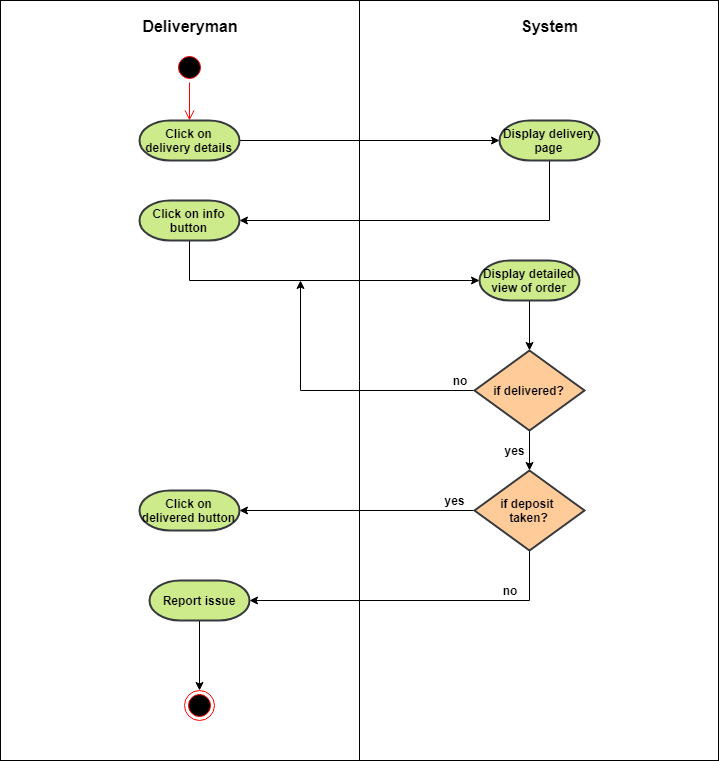 Deliveryman
System
Click on
delivery details
Display delivery
page
Click on info
button
Display detailed
view of order
no
if delivered?
yes
Click on
delivered button
yes
if deposit
taken?
no
Report issue